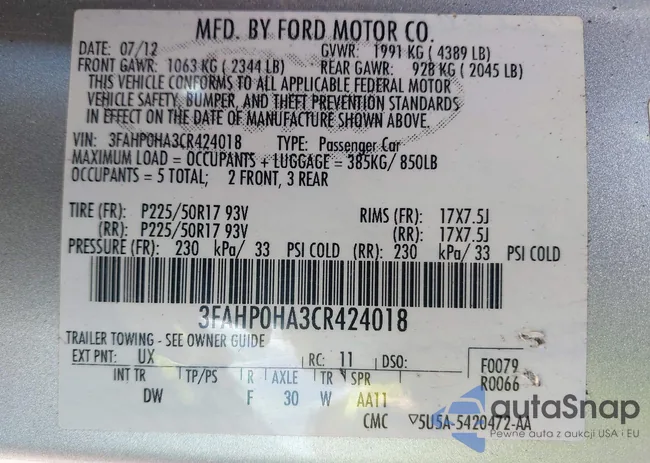 MFD. BY FORD MOTOR CO.
DATE: 07/12 GVWR: 1991 KG (4389 LB)
FRONT GAWR: 1063 KG (2344 LB) REAR GAWR: 928 KG (2045 LB)
THIS VEHICLE CONFORMS TO ALL APPLICABLE FEDERAL MOTOR
VEHICLE SAFETY, BUMPER, AND THEFT PREVENTION STANDARDS
IN EFFECT ON THE DATE OF MANUFACTURE SHOWN ABOVE.
VIN: 3FAHP0HA3CR424018 TYPE: Passenger Car
MAXIMUM LOAD = OCCUPANTS + LUGGAGE = 385KG/ 850LB
OCCUPANTS = 5 TOTAL; 2 FRONT, 3 REAR
TIRE (FR): P225/50R17 93V RIMS (FR): 17X7.5J
(RR): P225/50R17 93V (RR): 17X7.5J
PRESSURE (FR): 230 kPa/ 33 PSI COLD (RR): 230 kPa/ 33 PSI COLD
3FAHP0HA3CR424018
TRAILER TOWING - SEE OWNER GUIDE
EXT PNT: UX RC: 11 DSO: F0079
INT TR TP/PS R AXLE TR SPR R0066
DW F 30 W AA11
CMC ▽5U5A-5420472-AA
autoSnap
Pewne auta z aukcji USA i EU